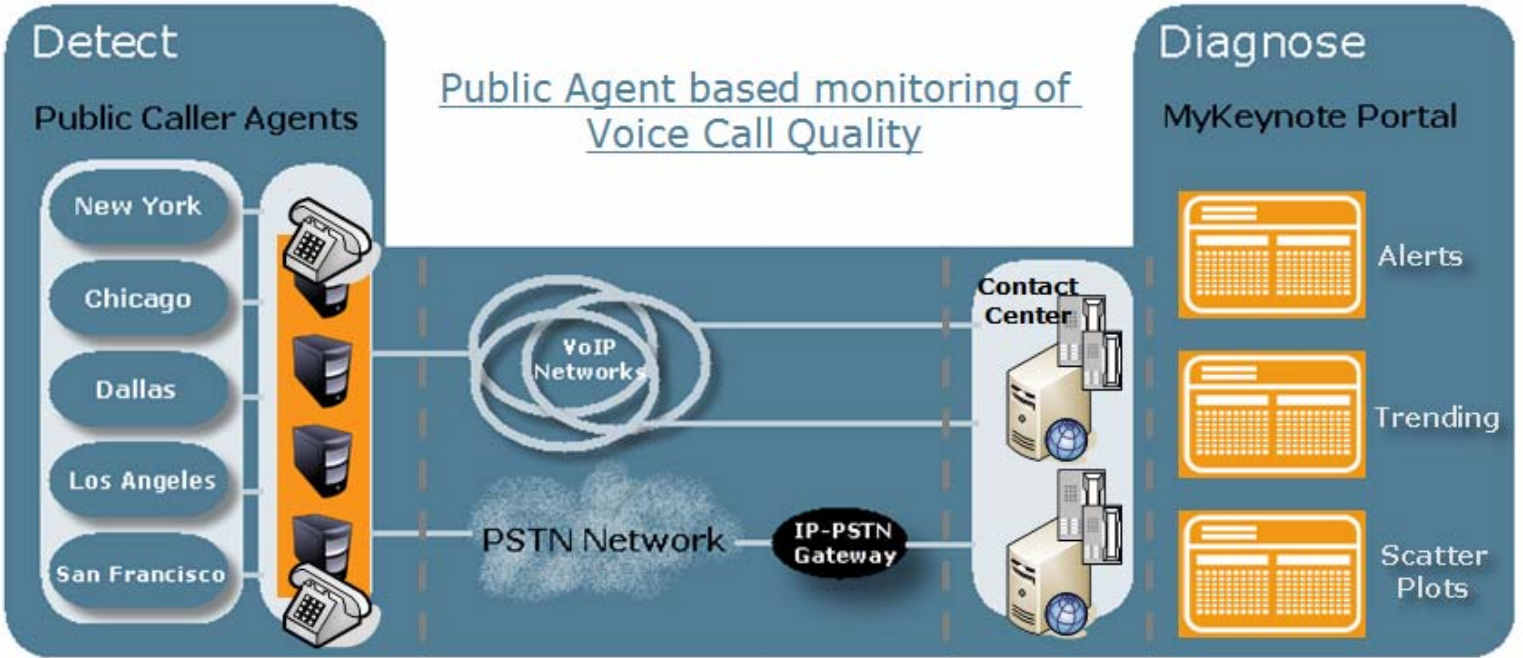 Detect
Public Caller Agents
New York
Chicago
Dallas
Los Angeles
San Francisco
Public Agent based monitoring of
Voice Call Quality
VoIP
Networks
PSTN Network
IP-PSTN
Gateway
Contact
Center
Diagnose
MyKeynote Portal
Alerts
Trending
Scatter
Plots